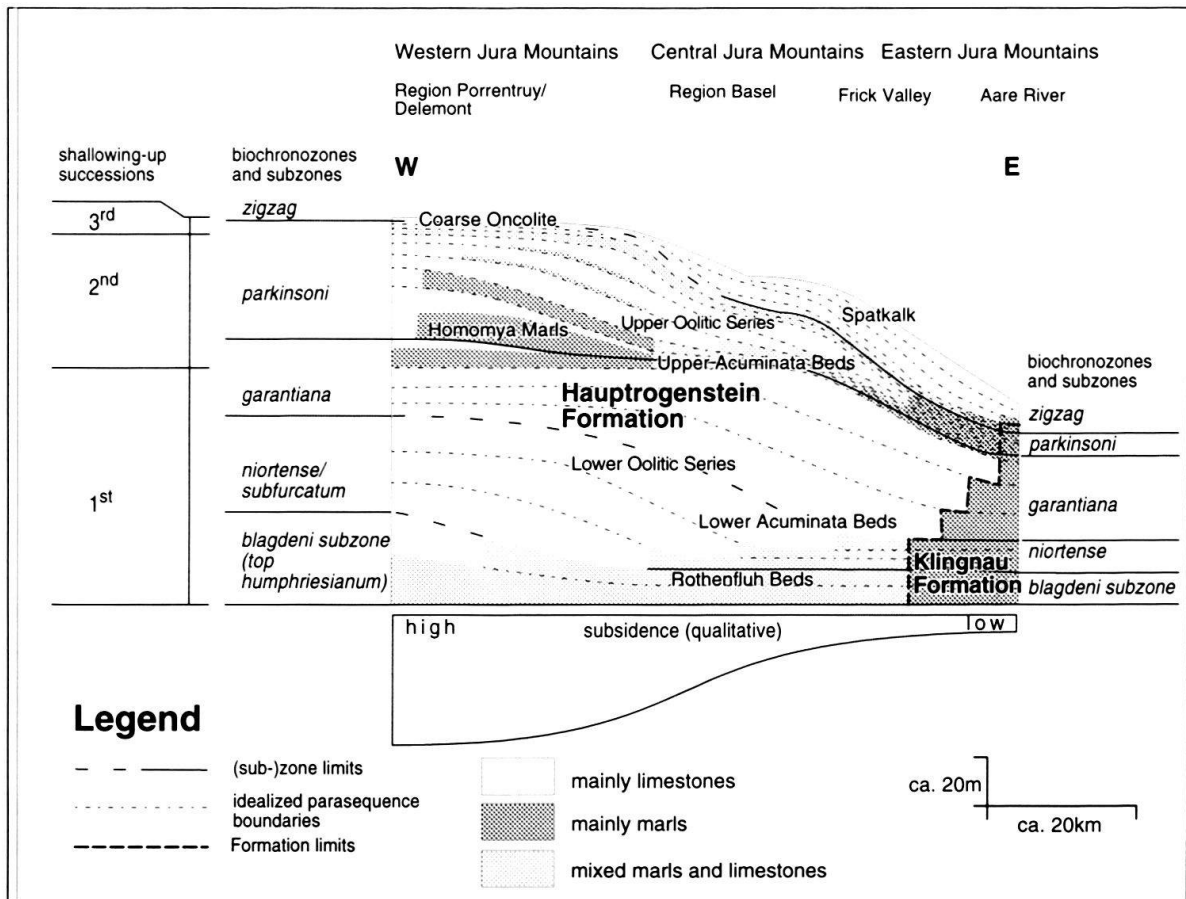 Western Jura Mountains
Central Jura Mountains
Eastern Jura Mountains
Region Porrentruy/
Delemont
Region Basel
Frick Valley
Aare River
shallowing-up
successions
biochronozones
and subzones
W
E
3rd
zigzag
Coarse Oncolite
2nd
parkinsoni
Homomya Marls
Upper Oolitic Series
Spatkalk
Upper Acuminata Beds
biochronozones
and subzones
garantiana
Hauptrogenstein
Formation
zigzag
parkinsoni
1st
niortense/
subfurcatum
Lower Oolitic Series
garantiana
Lower Acuminata Beds
blagdeni subzone
(top
humphriesianum)
Rothenfluh Beds
Klingnau
Formation
niortense
blagdeni subzone
high
subsidence (qualitative)
low
Legend
(sub-)zone limits
idealized parasequence
boundaries
Formation limits
mainly limestones
mainly marls
mixed marls and limestones
ca. 20m
ca. 20km